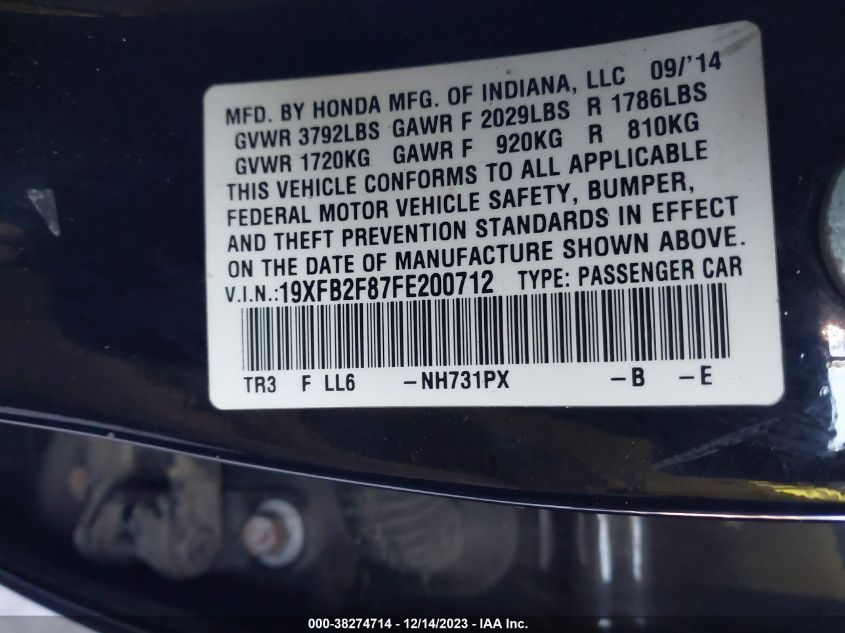 MFD. BY HONDA MFG. OF INDIANA, LLC 09/'14
GVWR 3792LBS GAWR F 2029LBS R 1786LBS
GVWR 1720KG GAWR F 920KG R 810KG
THIS VEHICLE CONFORMS TO ALL APPLICABLE
FEDERAL MOTOR VEHICLE SAFETY, BUMPER,
AND THEFT PREVENTION STANDARDS IN EFFECT
ON THE DATE OF MANUFACTURE SHOWN ABOVE.
V.I.N.:19XFB2F87FE200712 TYPE: PASSENGER CAR
TR3 F LL6 -NH731PX -B -E
000-38274714 - 12/14/2023 - IAA Inc.